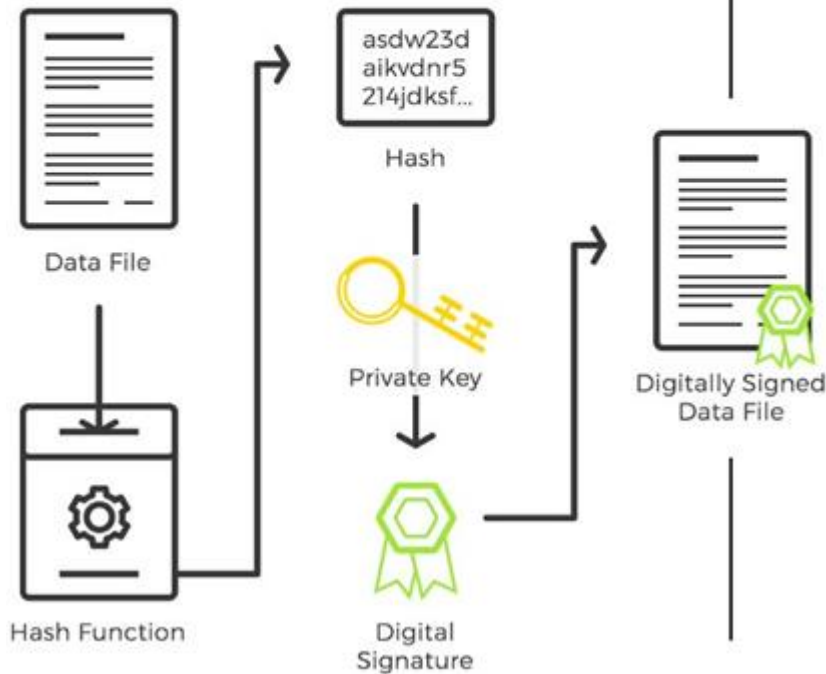 Data File
Hash Function
asdw23d
aikvdnr5
214jdksf...
Hash
Private Key
Digital
Signature
Digitally Signed
Data File